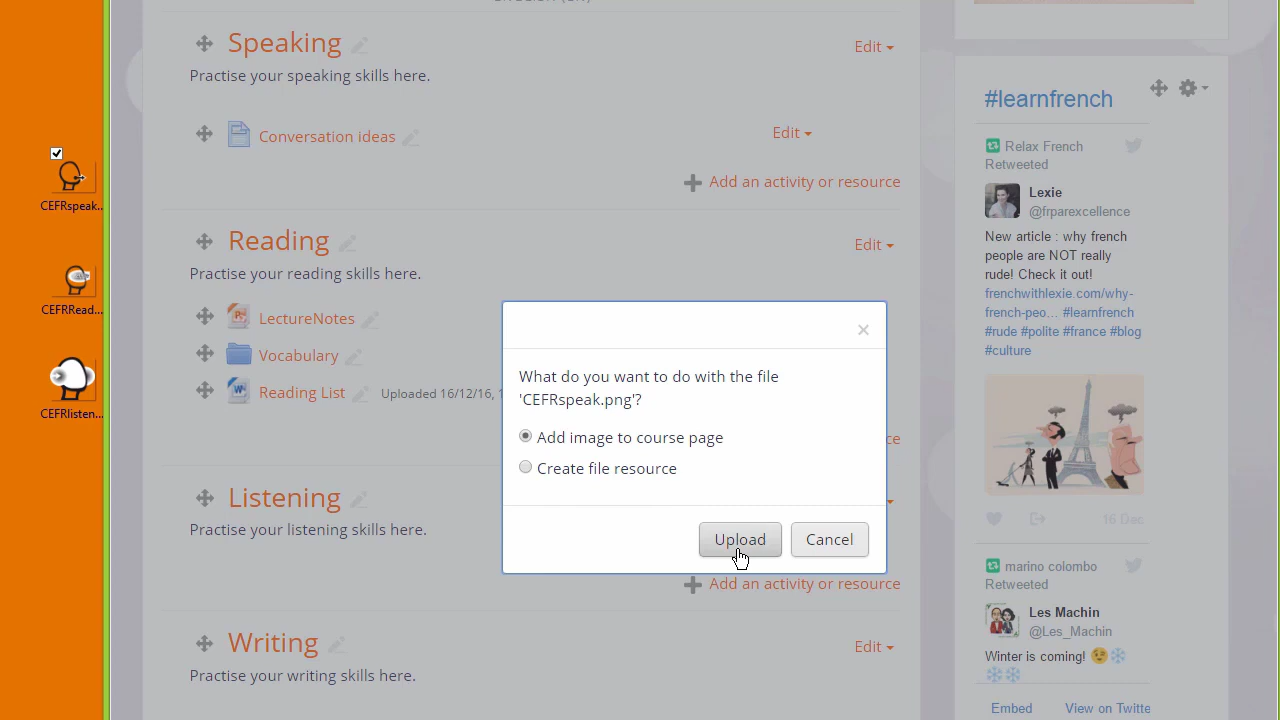 Speaking
Edit
Practise your speaking skills here.
Conversation ideas
Edit
Add an activity or resource
Reading
Edit
Practise your reading skills here.
LectureNotes
Vocabulary
Reading List
Uploaded 16/12/16, 1
Listening
Practise your listening skills here.
Add an activity or resource
Writing
Edit
Practise your writing skills here.
CEFRspeak...
CEFRRead...
CEFRlisten...
What do you want to do with the file
'CEFRspeak.png'?
Add image to course page
Create file resource
Upload
Cancel
#learnfrench
Relax French
Retweeted
Lexie
@frparexcellence
New article : why french
people are NOT really
rude! Check it out!
frenchwithlexie.com/why-
french-peo... #learnfrench
#rude #polite #france #blog
#culture
16 Dec
marino colombo
Retweeted
Les Machin
@Les_Machin
Winter is coming! 😉❄
❄❄
Embed
View on Twitte